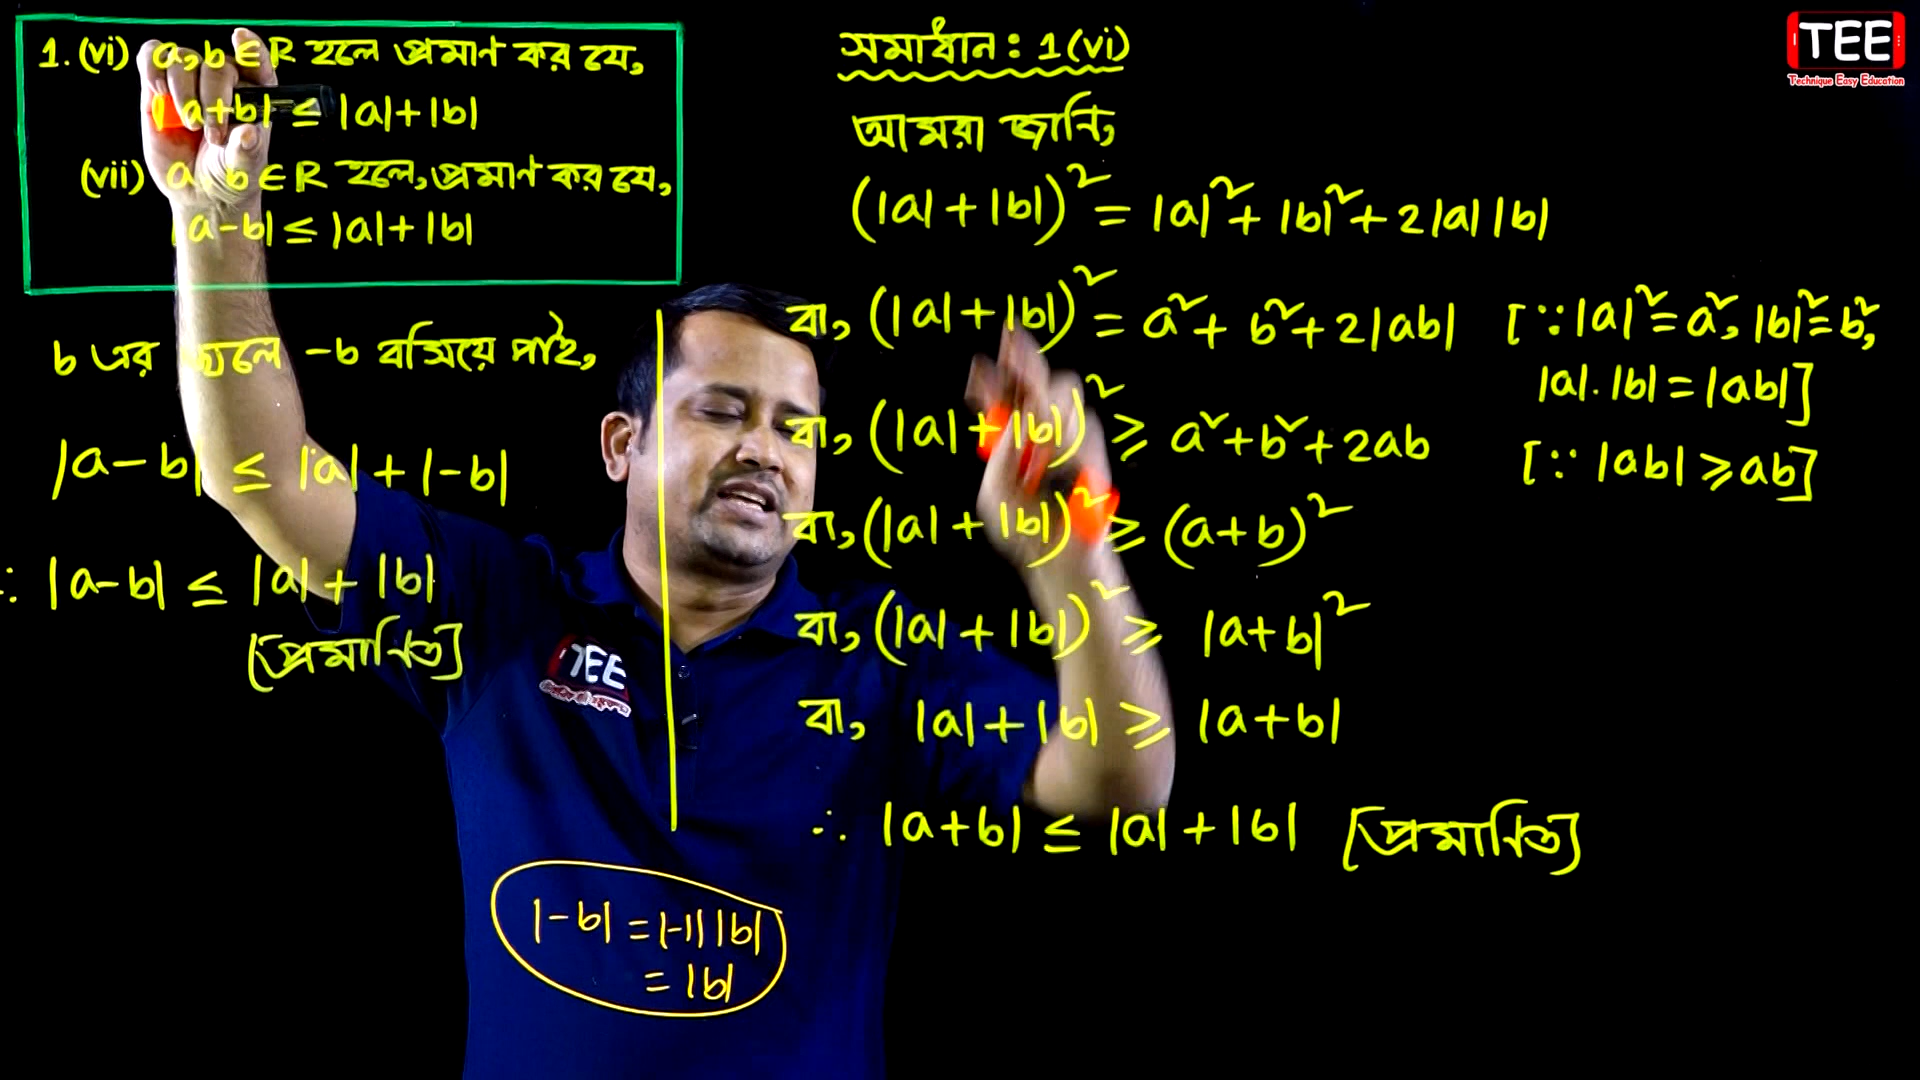 1. (vi) a, b ∈ R হলে প্রমাণ কর যে,
|a+b| ≤ |a|+|b|
(vii) a, b ∈ R হলে, প্রমাণ কর যে,
|a-b| ≤ |a|+|b|
b এর স্থলে -b বসিয়ে পাই,
|a-b| ≤ |a| + |-b|
∴ |a-b| ≤ |a| + |b|
[প্রমাণিত]
|-b| = |-1| |b|
= |b|
সমাধান : 1(vi)
আমরা জানি,
(|a| + |b|)² = |a|² + |b|² + 2|a| |b|
বা, (|a| + |b|)² = a² + b² + 2|ab| [∵ |a|² = a², |b|² = b²,
|a|. |b| = |ab|]
বা, (|a| + |b|)² ≥ a² + b² + 2ab [∵ |ab| ≥ ab]
বা, (|a| + |b|)² ≥ (a+b)²
বা, (|a| + |b|)² ≥ |a+b|²
বা, |a| + |b| ≥ |a+b|
∴ |a+b| ≤ |a| + |b| [প্রমাণিত]
TEE
Technique Easy Education
TEE